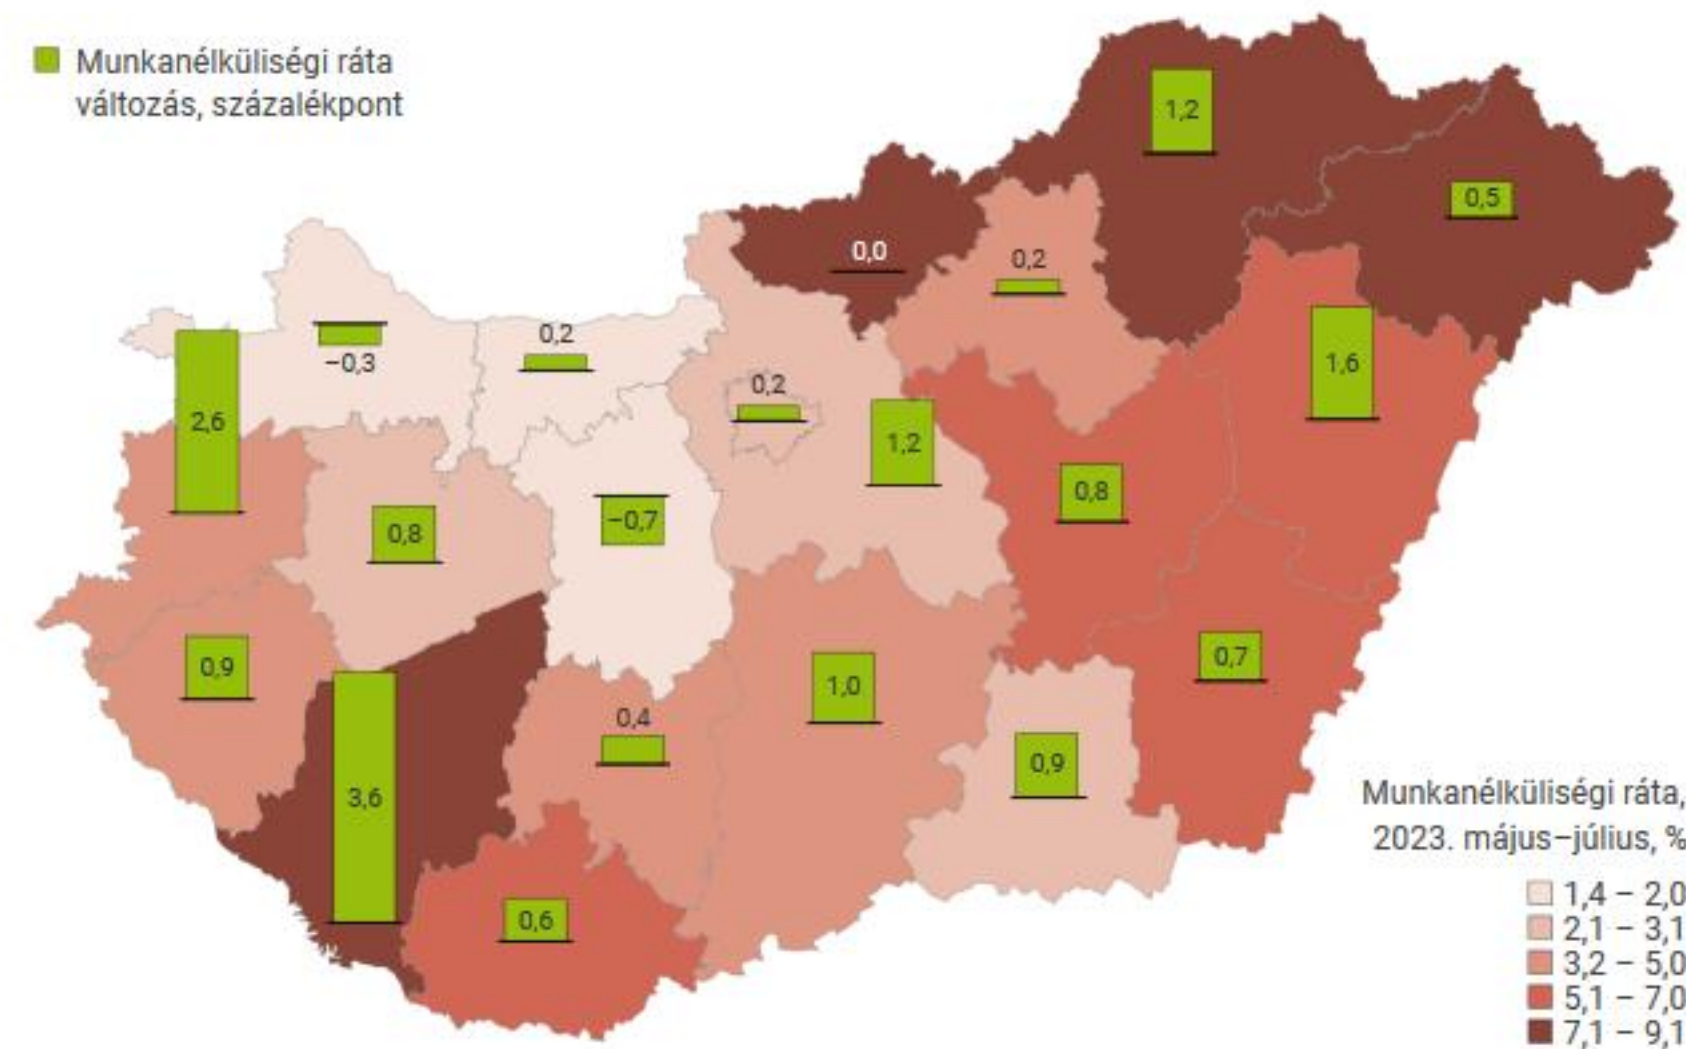 Munkanélküliségi ráta
változás, százalékpont
1,2
0,5
0,0
0,2
−0,3
0,2
1,6
2,6
0,2
1,2
0,8
−0,7
0,8
0,9
1,0
0,7
0,4
0,9
3,6
0,6
Munkanélküliségi ráta,
2023. május−július, %
1,4 − 2,0
2,1 − 3,1
3,2 − 5,0
5,1 − 7,0
7,1 − 9,1